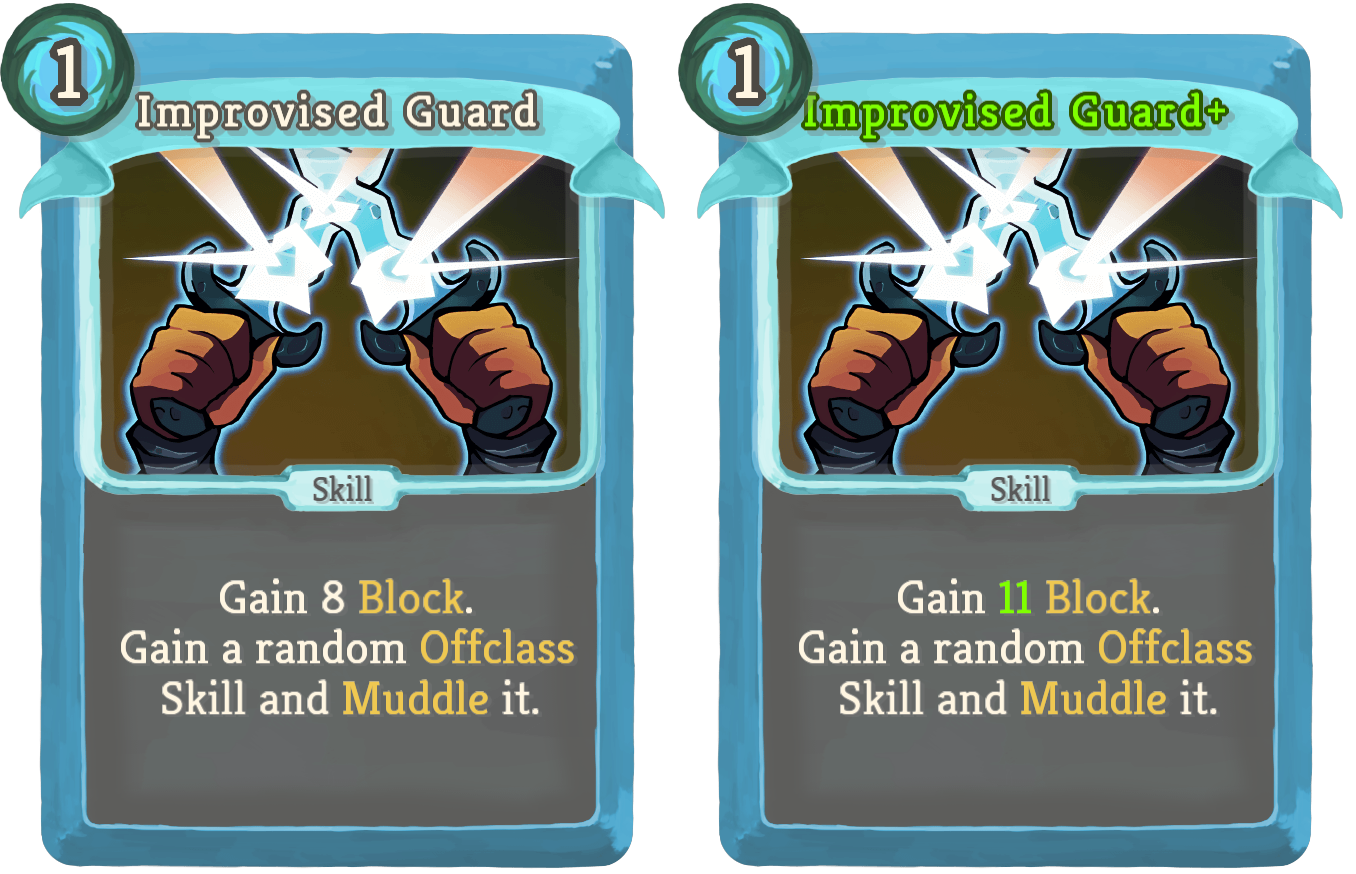 1
Improvised Guard
Skill
Gain 8 Block.
Gain a random Offclass
Skill and Muddle it.
1
Improvised Guard+
Skill
Gain 11 Block.
Gain a random Offclass
Skill and Muddle it.